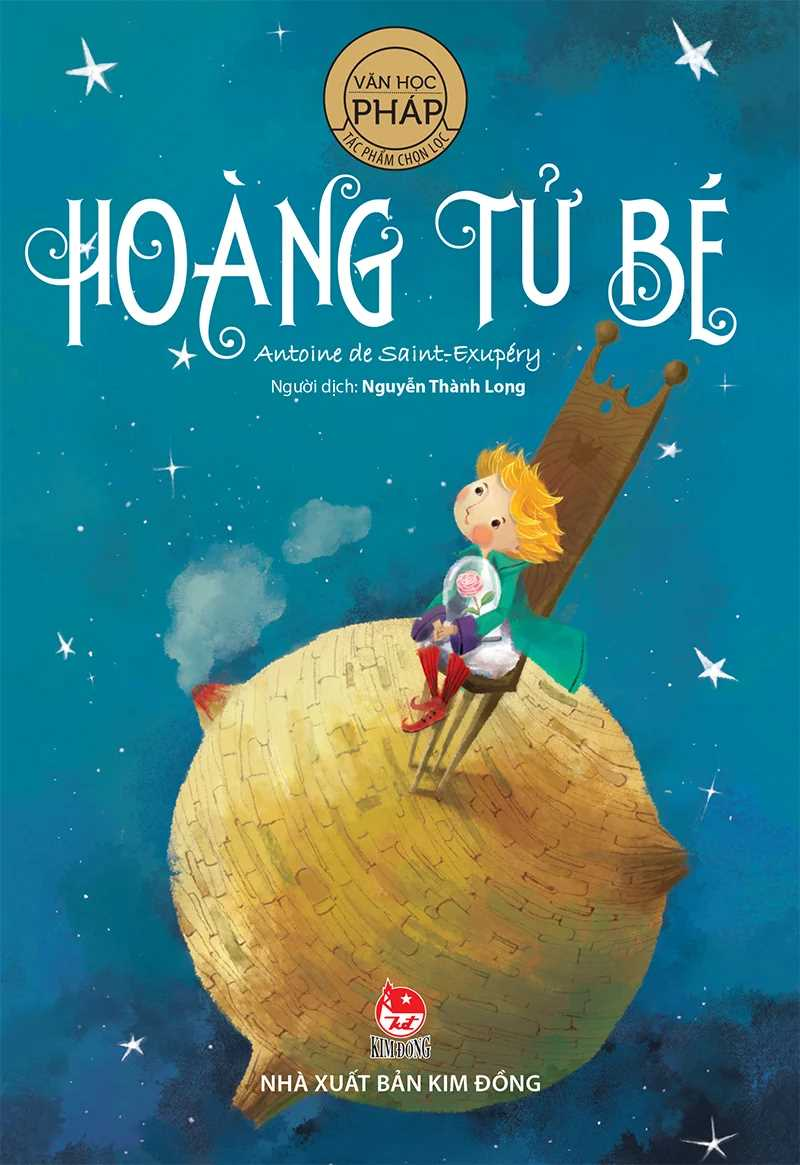 VĂN HỌC
PHÁP
TÁC PHẨM CHỌN LỌC
HOÀNG TỬ BÉ
Antoine de Saint-Exupéry
Người dịch: Nguyễn Thành Long
kđ
KIM ĐỒNG
NHÀ XUẤT BẢN KIM ĐỒNG